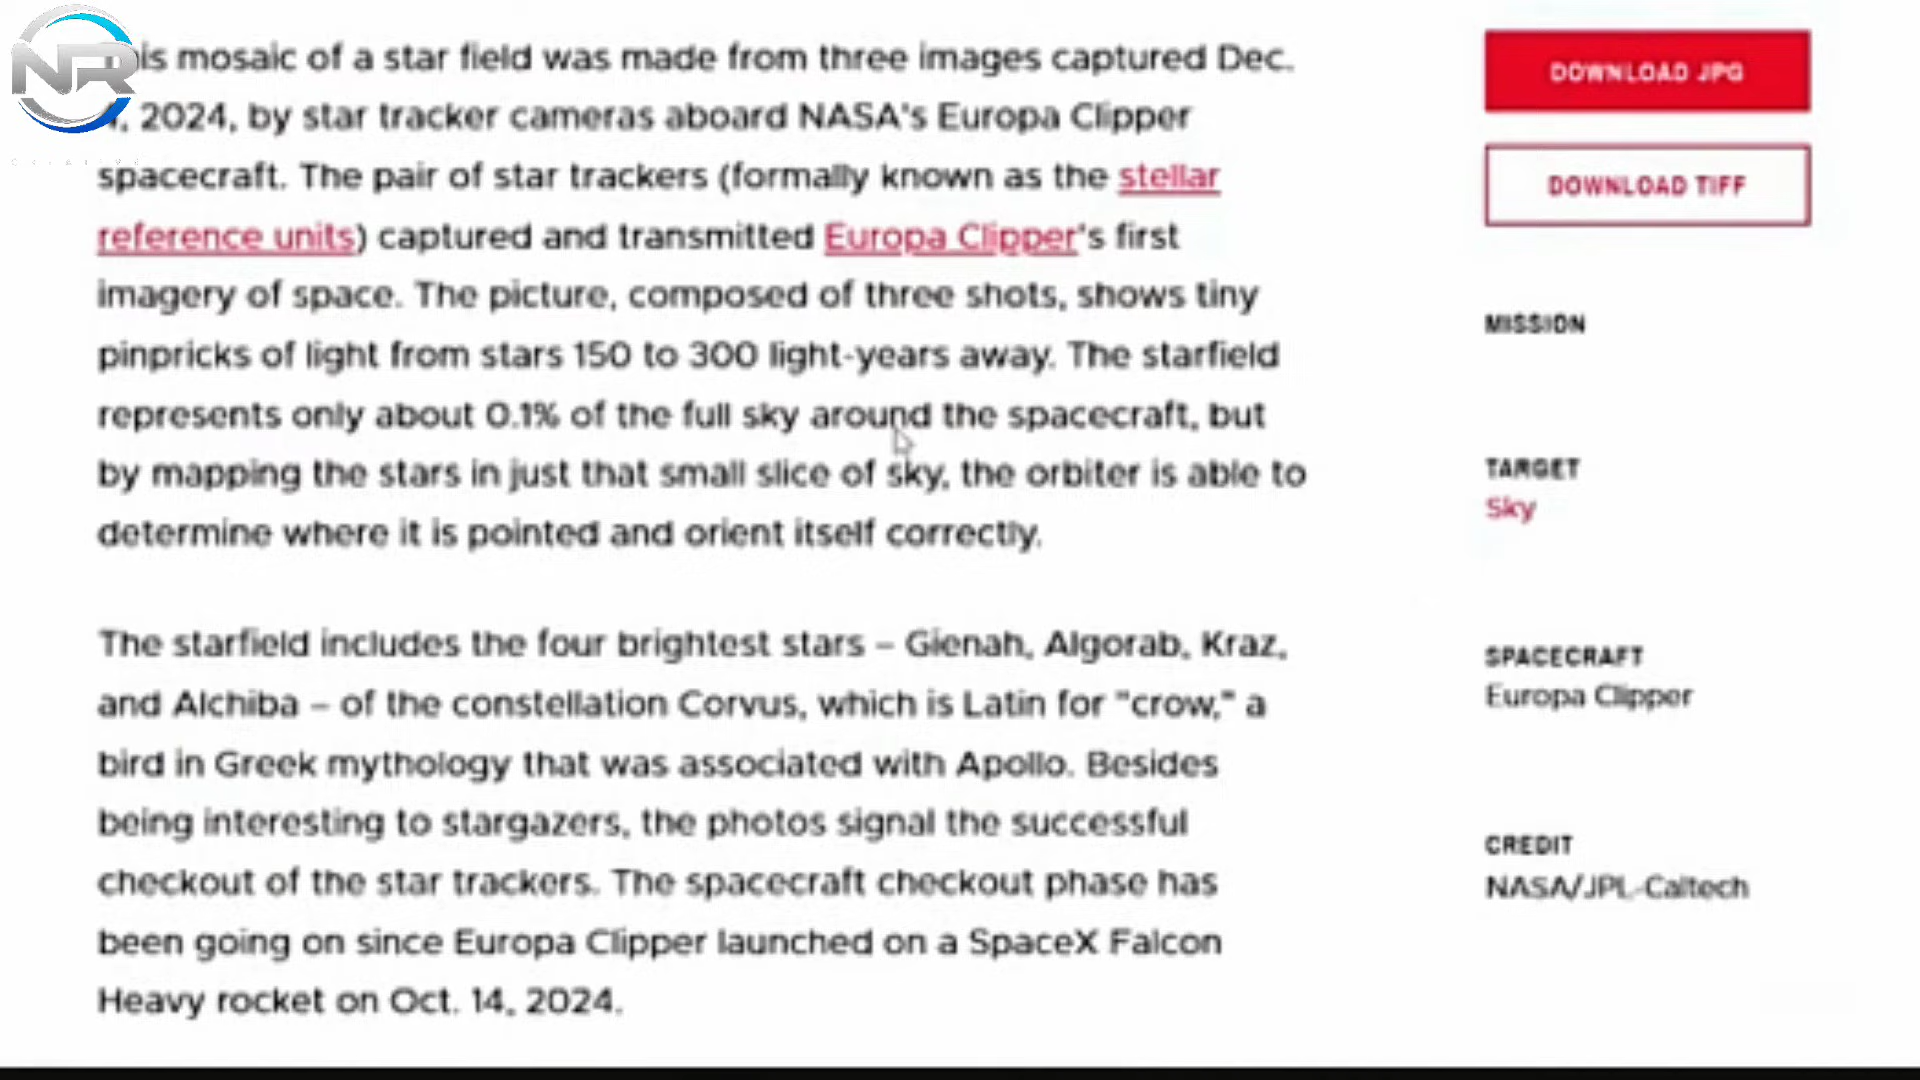 NR
is mosaic of a star field was made from three images captured Dec.
, 2024, by star tracker cameras aboard NASA's Europa Clipper
spacecraft. The pair of star trackers (formally known as the stellar
reference units) captured and transmitted Europa Clipper's first
imagery of space. The picture, composed of three shots, shows tiny
pinpricks of light from stars 150 to 300 light-years away. The starfield
represents only about 0.1% of the full sky around the spacecraft, but
by mapping the stars in just that small slice of sky, the orbiter is able to
determine where it is pointed and orient itself correctly.
The starfield includes the four brightest stars – Gienah, Algorab, Kraz,
and Alchiba – of the constellation Corvus, which is Latin for "crow," a
bird in Greek mythology that was associated with Apollo. Besides
being interesting to stargazers, the photos signal the successful
checkout of the star trackers. The spacecraft checkout phase has
been going on since Europa Clipper launched on a SpaceX Falcon
Heavy rocket on Oct. 14, 2024.
DOWNLOAD JPG
DOWNLOAD TIFF
MISSION
TARGET
Sky
SPACECRAFT
Europa Clipper
CREDIT
NASA/JPL-Caltech